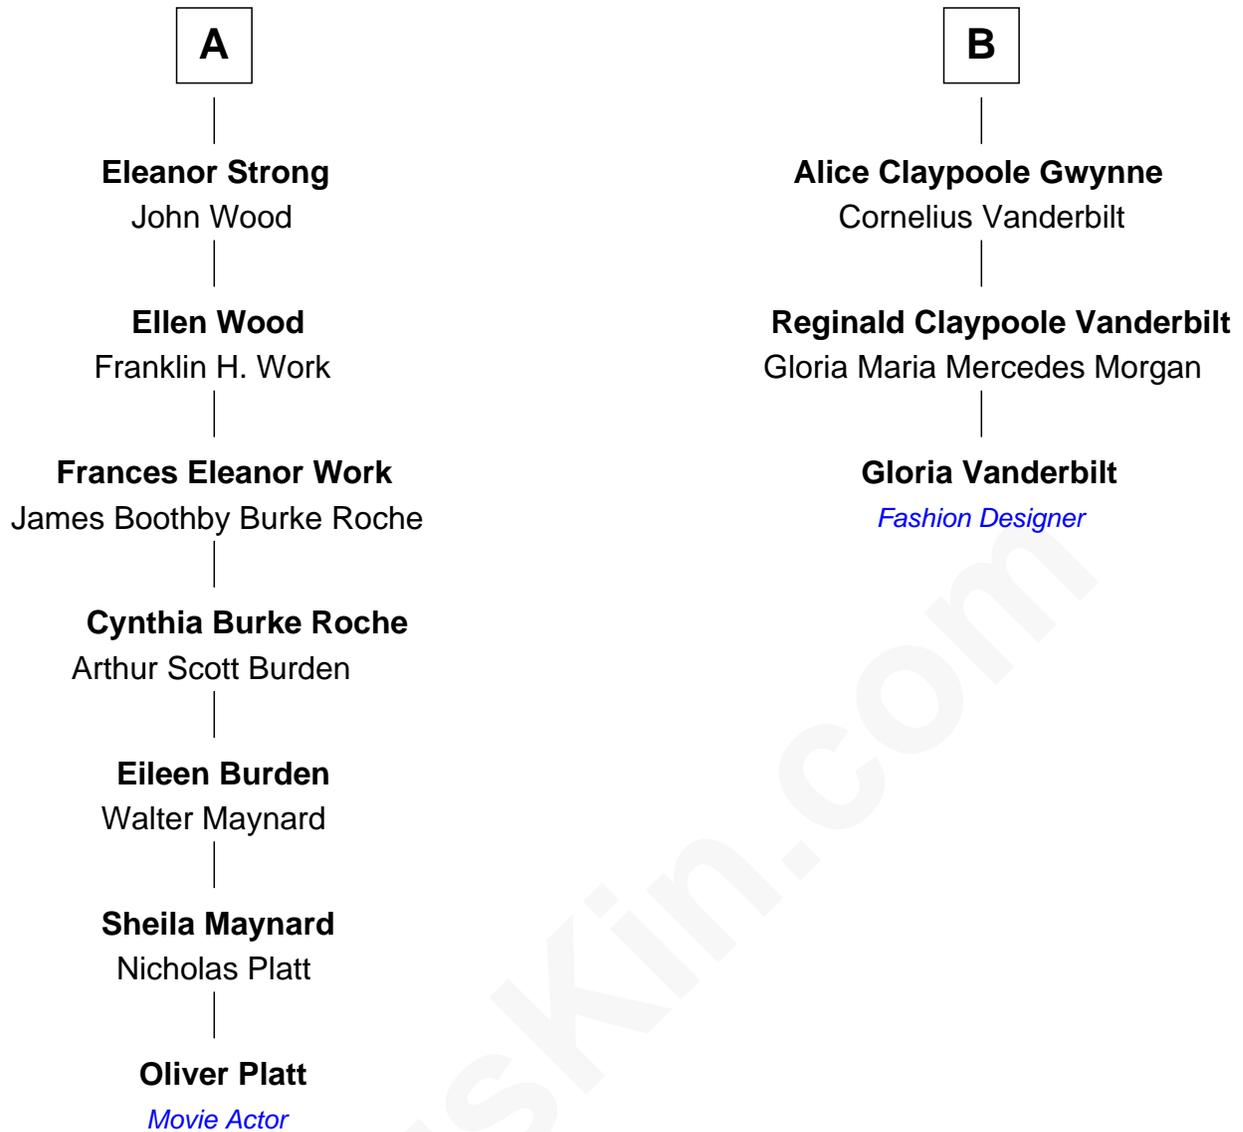 A
Eleanor Strong
John Wood
Ellen Wood
Franklin H. Work
Frances Eleanor Work
James Boothby Burke Roche
Cynthia Burke Roche
Arthur Scott Burden
Eileen Burden
Walter Maynard
Sheila Maynard
Nicholas Platt
Oliver Platt
Movie Actor
B
Alice Claypoole Gwynne
Cornelius Vanderbilt
Reginald Claypoole Vanderbilt
Gloria Maria Mercedes Morgan
Gloria Vanderbilt
Fashion Designer